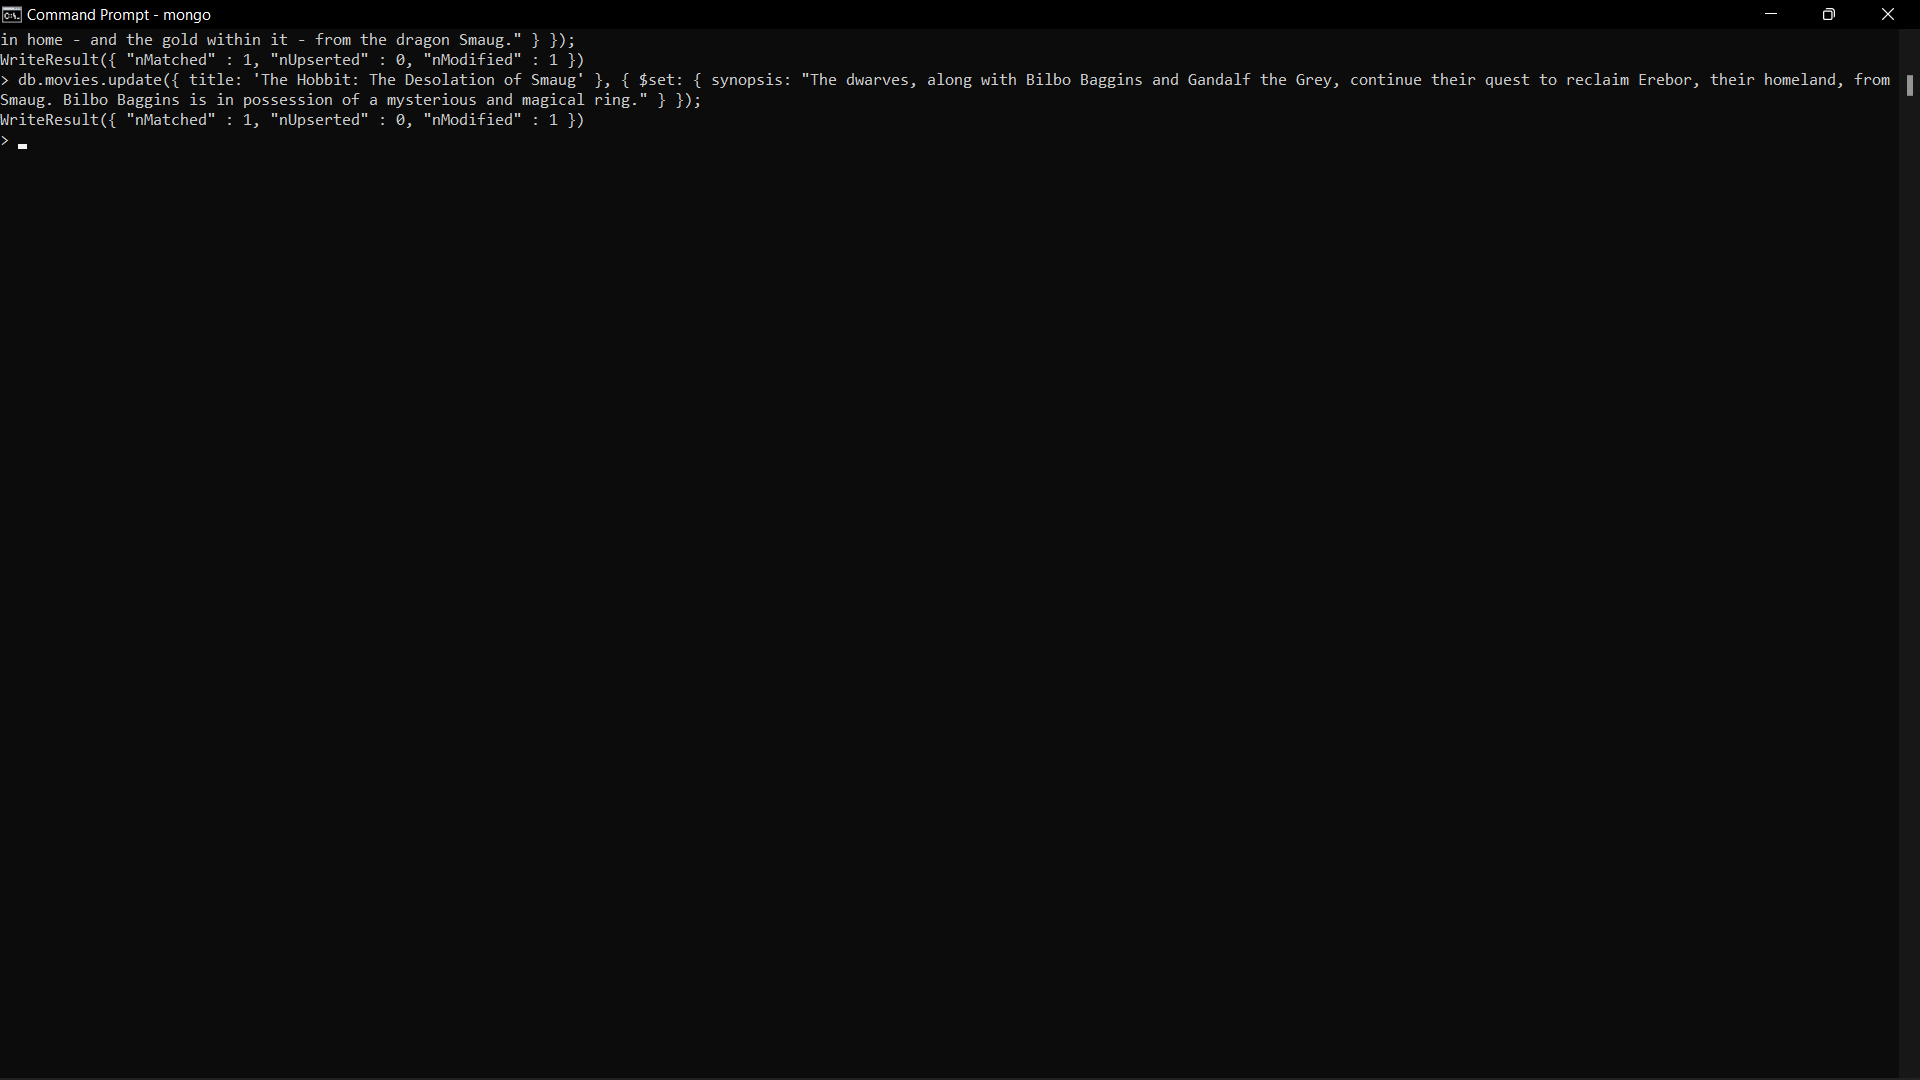 Command Prompt - mongo
in home - and the gold within it - from the dragon Smaug." } });
WriteResult({ "nMatched" : 1, "nUpserted" : 0, "nModified" : 1 })
> db.movies.update({ title: 'The Hobbit: The Desolation of Smaug' }, { $set: { synopsis: "The dwarves, along with Bilbo Baggins and Gandalf the Grey, continue their quest to reclaim Erebor, their homeland, from
Smaug. Bilbo Baggins is in possession of a mysterious and magical ring." } });
WriteResult({ "nMatched" : 1, "nUpserted" : 0, "nModified" : 1 })
>